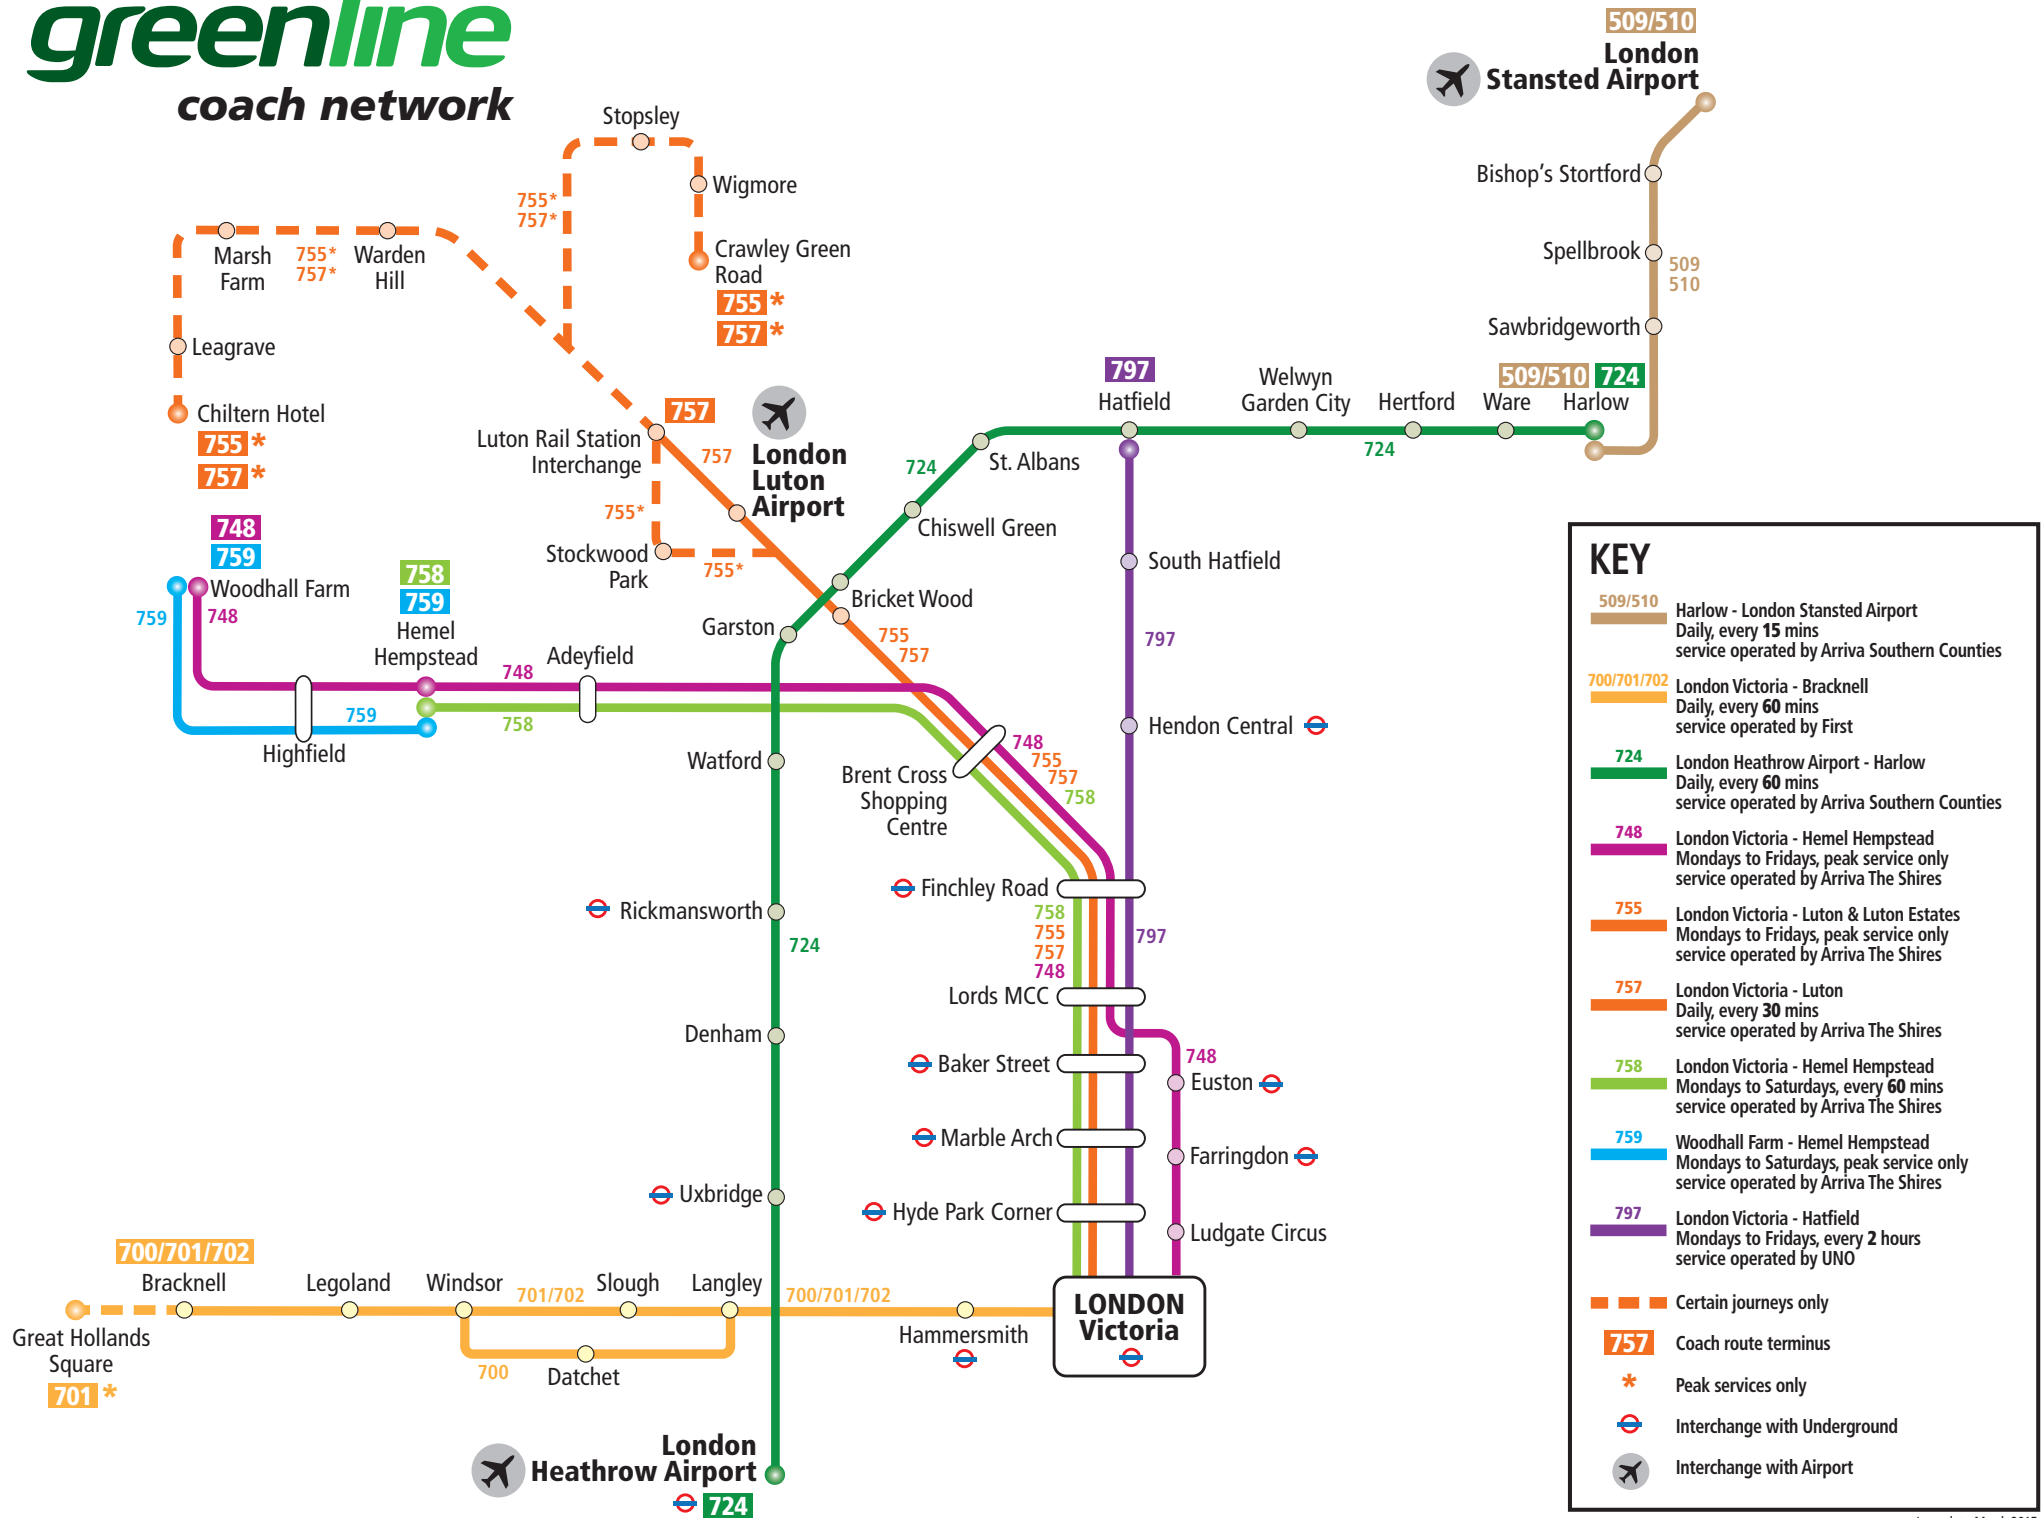 greenline
coach network
509/510
London
Stansted Airport
Bishop's Stortford
Spellbrook
509
510
Sawbridgeworth
Stopsley
Wigmore
755*
757*
Crawley Green
Road
755 *
757 *
Marsh
Farm
755*
757*
Warden
Hill
Leagrave
Chiltern Hotel
755 *
757 *
757
Luton Rail Station
Interchange
757
London
Luton
Airport
755*
Stockwood
Park
755*
797
Hatfield
Welwyn
Garden City
Hertford
509/510
724
Ware
Harlow
724
724
St. Albans
Chiswell Green
Bricket Wood
Garston
755
757
South Hatfield
797
Hendon Central
748
759
Woodhall Farm
759
748
758
759
Hemel
Hempstead
Adeyfield
748
758
759
Highfield
Watford
Brent Cross
Shopping
Centre
748
755
757
758
Rickmansworth
724
Finchley Road
758
755
757
748
797
Lords MCC
Denham
Baker Street
748
Euston
Marble Arch
Farringdon
Uxbridge
Hyde Park Corner
Ludgate Circus
700/701/702
Bracknell
Legoland
Windsor
701/702
Slough
Langley
700/701/702
Hammersmith
LONDON
Victoria
Great Hollands
Square
701 *
700
Datchet
London
Heathrow Airport
724
KEY
509/510
Harlow - London Stansted Airport
Daily, every 15 mins
service operated by Arriva Southern Counties
700/701/702
London Victoria - Bracknell
Daily, every 60 mins
service operated by First
724
London Heathrow Airport - Harlow
Daily, every 60 mins
service operated by Arriva Southern Counties
748
London Victoria - Hemel Hempstead
Mondays to Fridays, peak service only
service operated by Arriva The Shires
755
London Victoria - Luton & Luton Estates
Mondays to Fridays, peak service only
service operated by Arriva The Shires
757
London Victoria - Luton
Daily, every 30 mins
service operated by Arriva The Shires
758
London Victoria - Hemel Hempstead
Mondays to Saturdays, every 60 mins
service operated by Arriva The Shires
759
Woodhall Farm - Hemel Hempstead
Mondays to Saturdays, peak service only
service operated by Arriva The Shires
797
London Victoria - Hatfield
Mondays to Fridays, every 2 hours
service operated by UNO
Certain journeys only
757
Coach route terminus
*
Peak services only
Interchange with Underground
Interchange with Airport